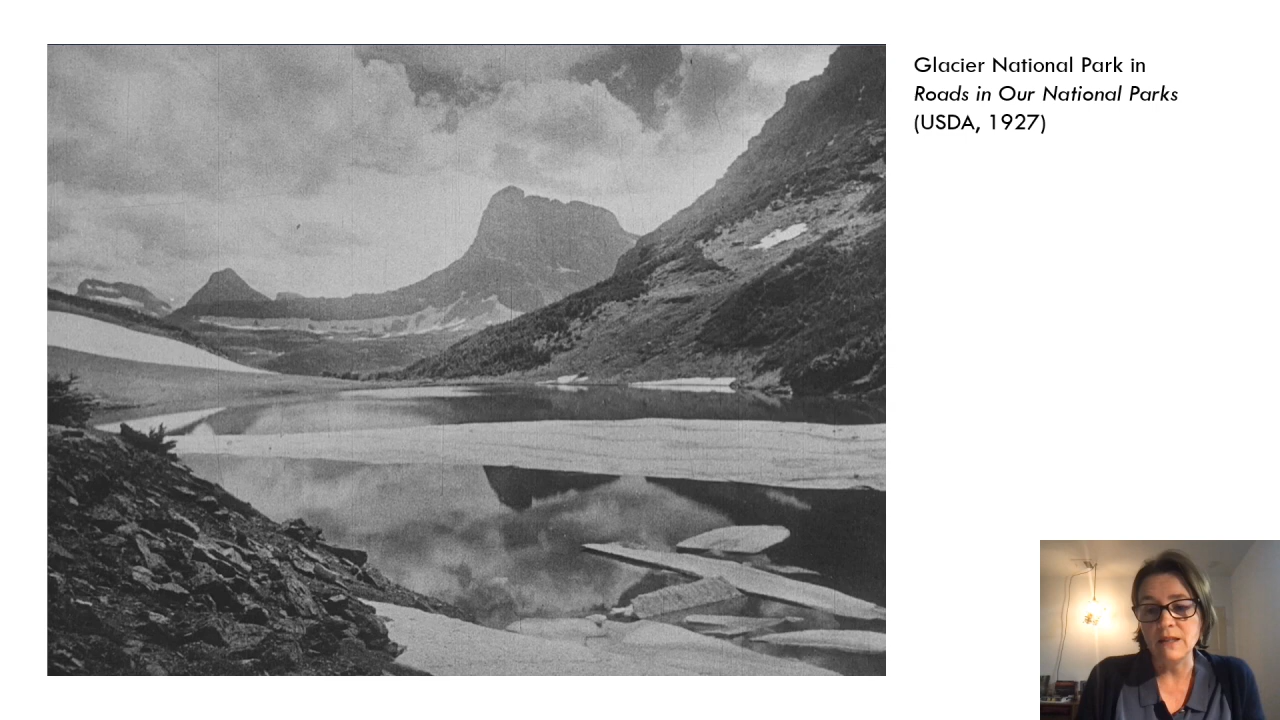 Glacier National Park in
Roads in Our National Parks
(USDA, 1927)